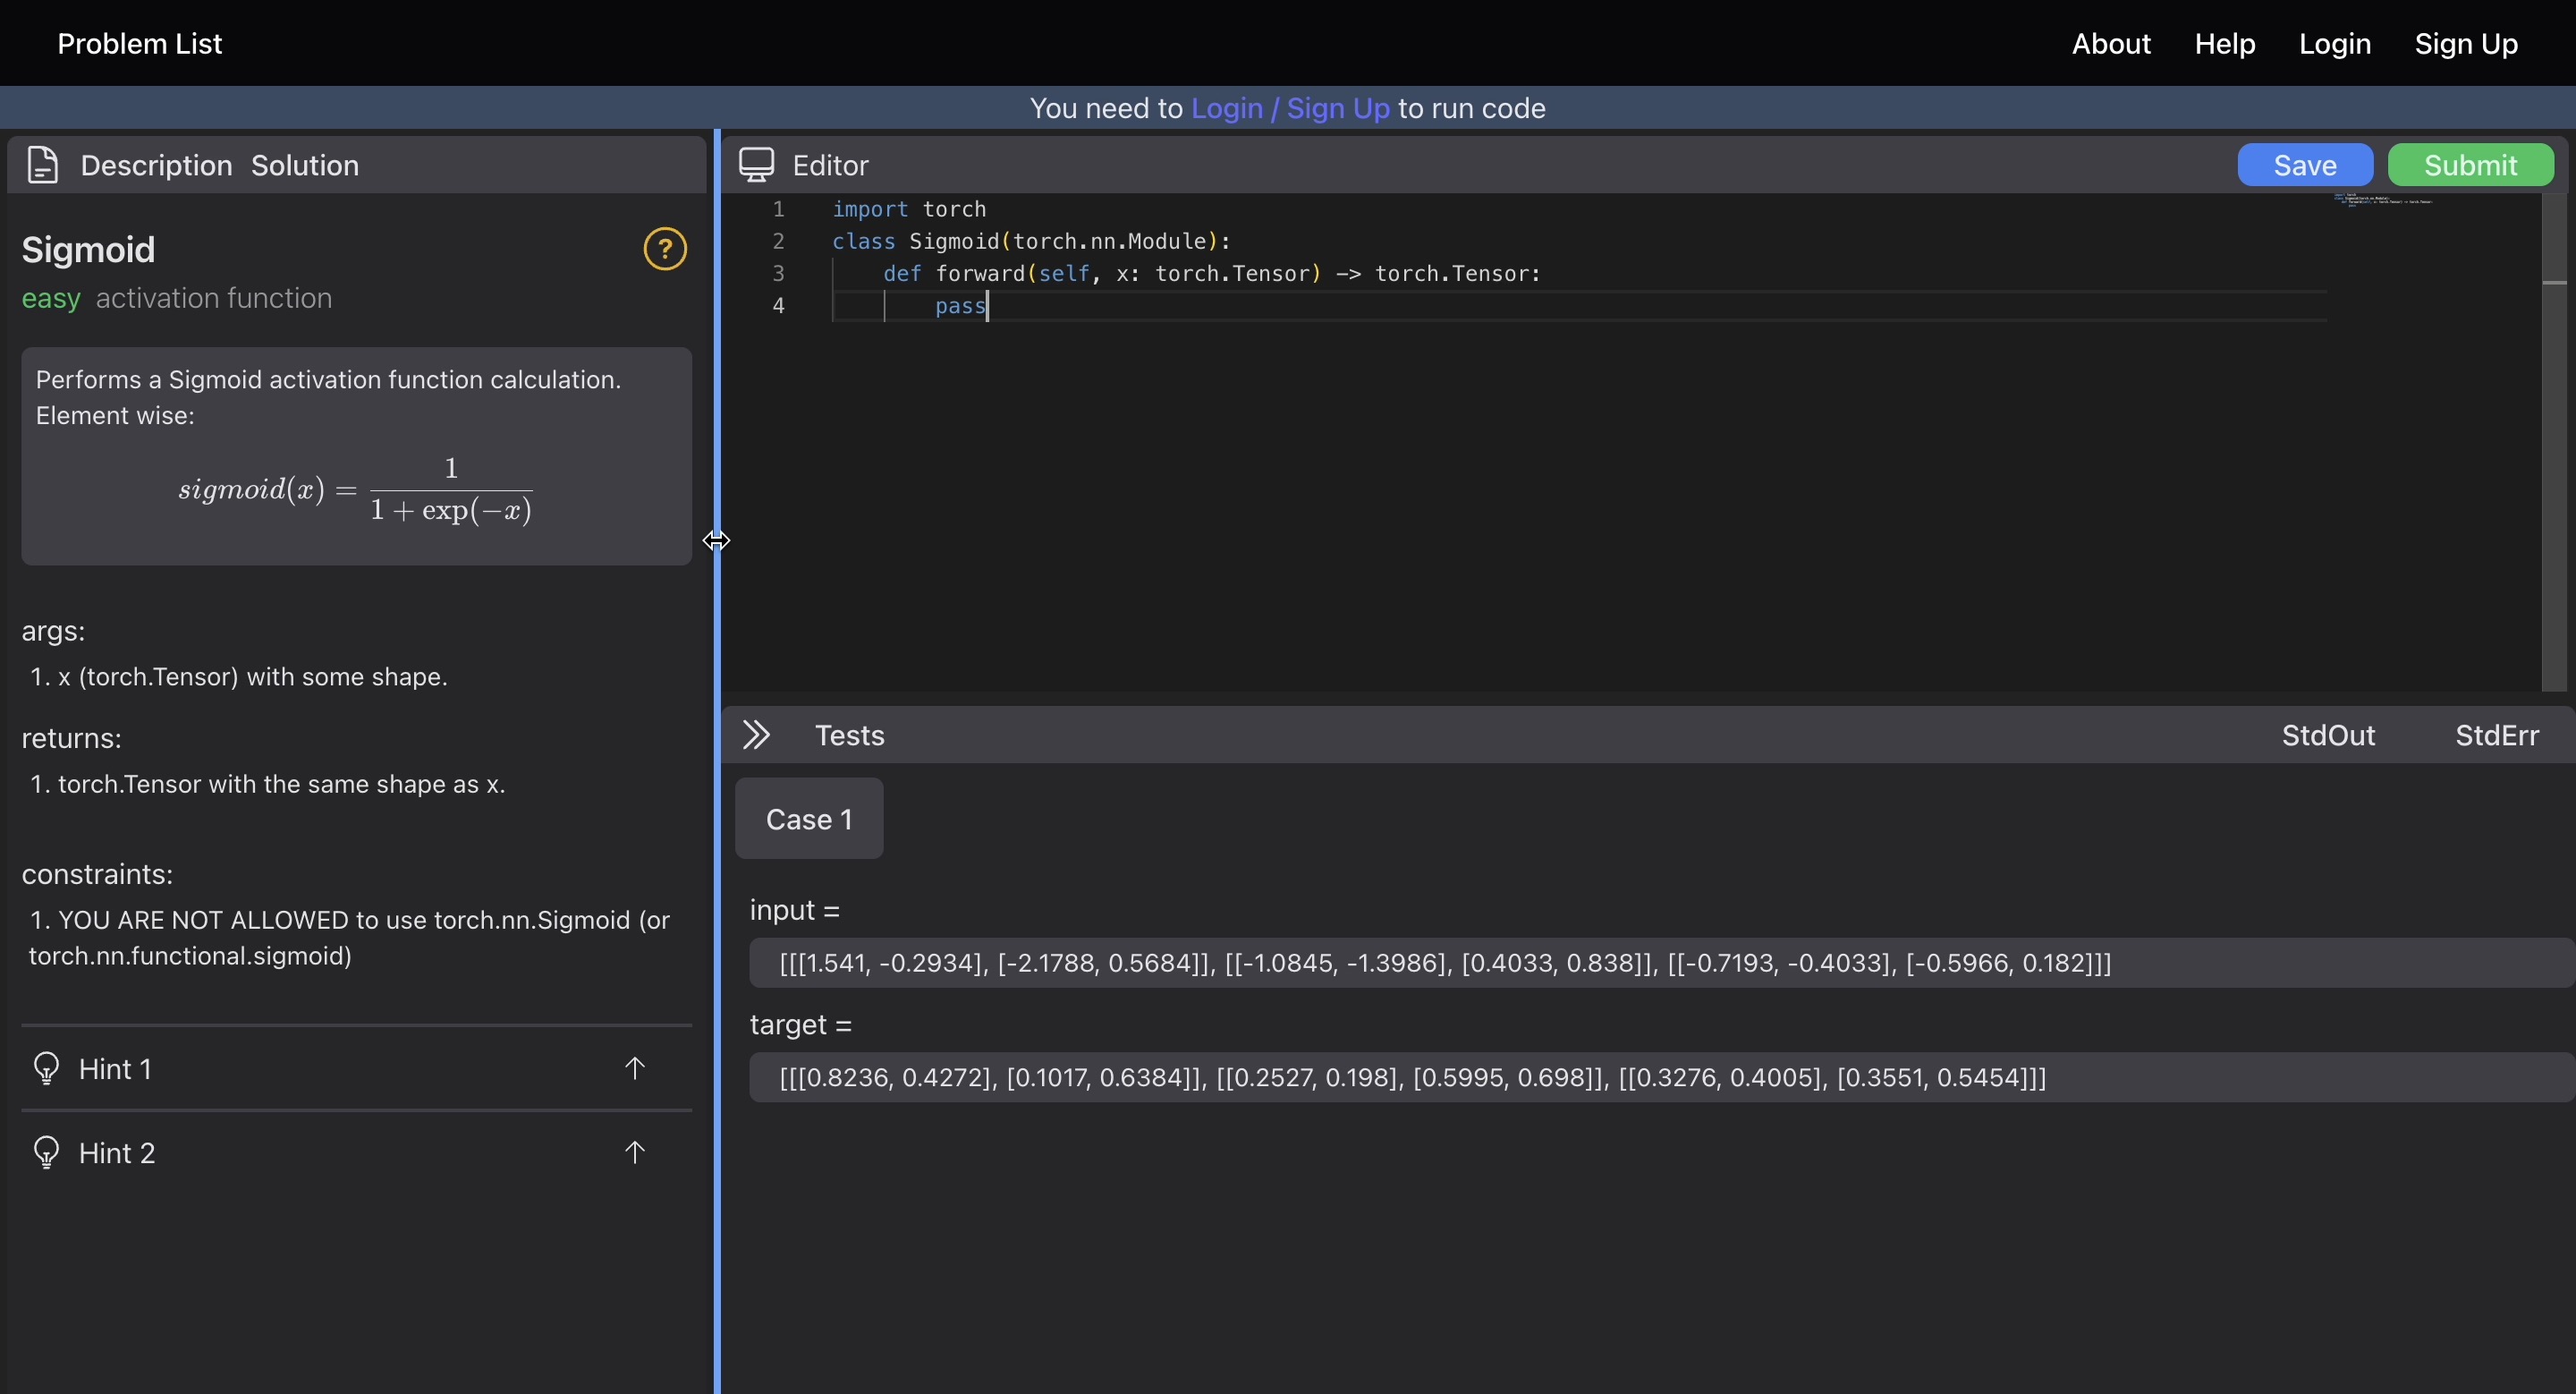 Problem List
About Help Login Sign Up
You need to Login / Sign Up to run code
Description Solution
Sigmoid
?
easy activation function
Performs a Sigmoid activation function calculation.
Element wise:
sigmoid(x) = 1 / (1 + exp(−x))
args:
1. x (torch.Tensor) with some shape.
returns:
1. torch.Tensor with the same shape as x.
constraints:
1. YOU ARE NOT ALLOWED to use torch.nn.Sigmoid (or
torch.nn.functional.sigmoid)
Hint 1
Hint 2
Editor
Save Submit
1 import torch
2 class Sigmoid(torch.nn.Module):
3 def forward(self, x: torch.Tensor) -> torch.Tensor:
4 pass
Tests
StdOut StdErr
Case 1
input =
[[[1.541, -0.2934], [-2.1788, 0.5684]], [[-1.0845, -1.3986], [0.4033, 0.838]], [[-0.7193, -0.4033], [-0.5966, 0.182]]]
target =
[[[0.8236, 0.4272], [0.1017, 0.6384]], [[0.2527, 0.198], [0.5995, 0.698]], [[0.3276, 0.4005], [0.3551, 0.5454]]]